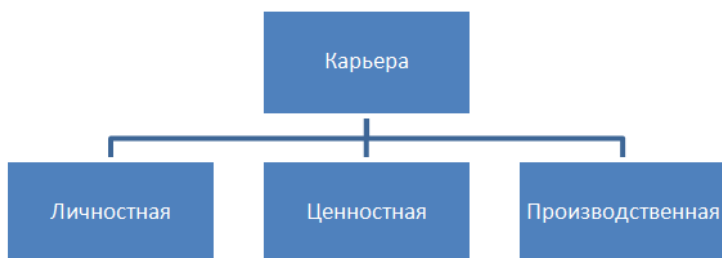 Карьера
Личностная
Ценностная
Производственная